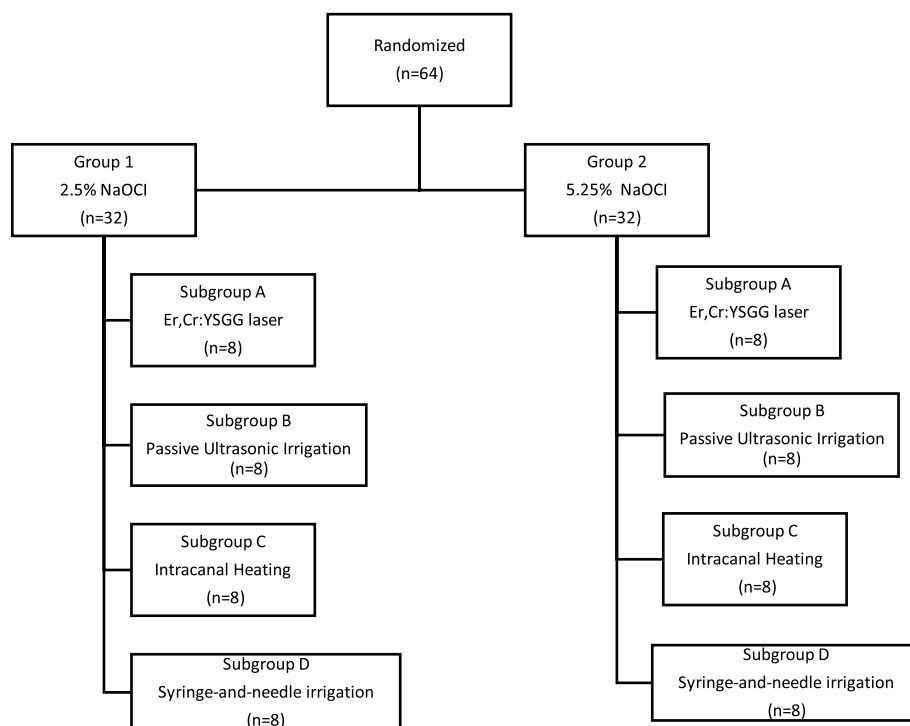 Randomized
(n=64)
Group 1
2.5% NaOCl
(n=32)
Group 2
5.25% NaOCl
(n=32)
Subgroup A
Er,Cr:YSGG laser
(n=8)
Subgroup B
Passive Ultrasonic Irrigation
(n=8)
Subgroup C
Intracanal Heating
(n=8)
Subgroup D
Syringe-and-needle irrigation
(n=8)
Subgroup A
Er,Cr:YSGG laser
(n=8)
Subgroup B
Passive Ultrasonic Irrigation
(n=8)
Subgroup C
Intracanal Heating
(n=8)
Subgroup D
Syringe-and-needle irrigation
(n=8)